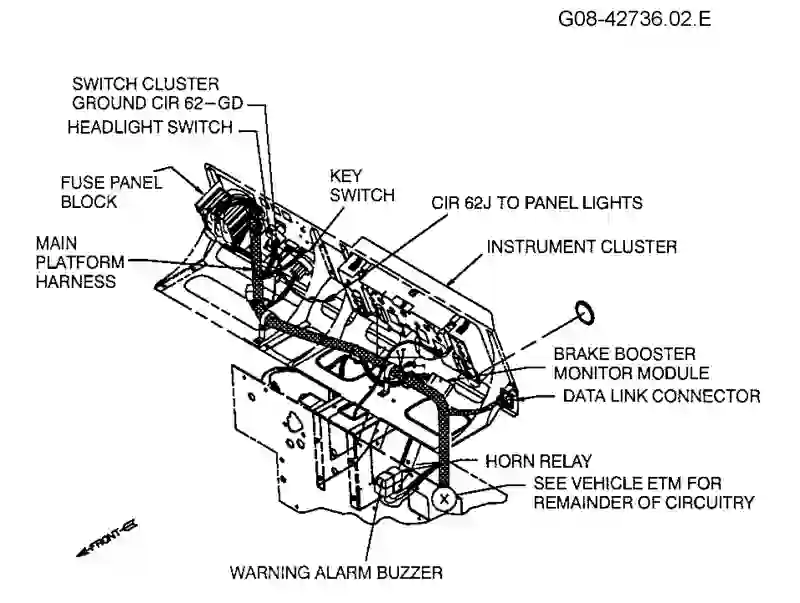 G08-42736.02.E
SWITCH CLUSTER
GROUND CIR 62-GD
HEADLIGHT SWITCH
FUSE PANEL
BLOCK
KEY
SWITCH
CIR 62J TO PANEL LIGHTS
MAIN
PLATFORM
HARNESS
INSTRUMENT CLUSTER
BRAKE BOOSTER
MONITOR MODULE
DATA LINK CONNECTOR
HORN RELAY
X
SEE VEHICLE ETM FOR
REMAINDER OF CIRCUITRY
FRONT
WARNING ALARM BUZZER